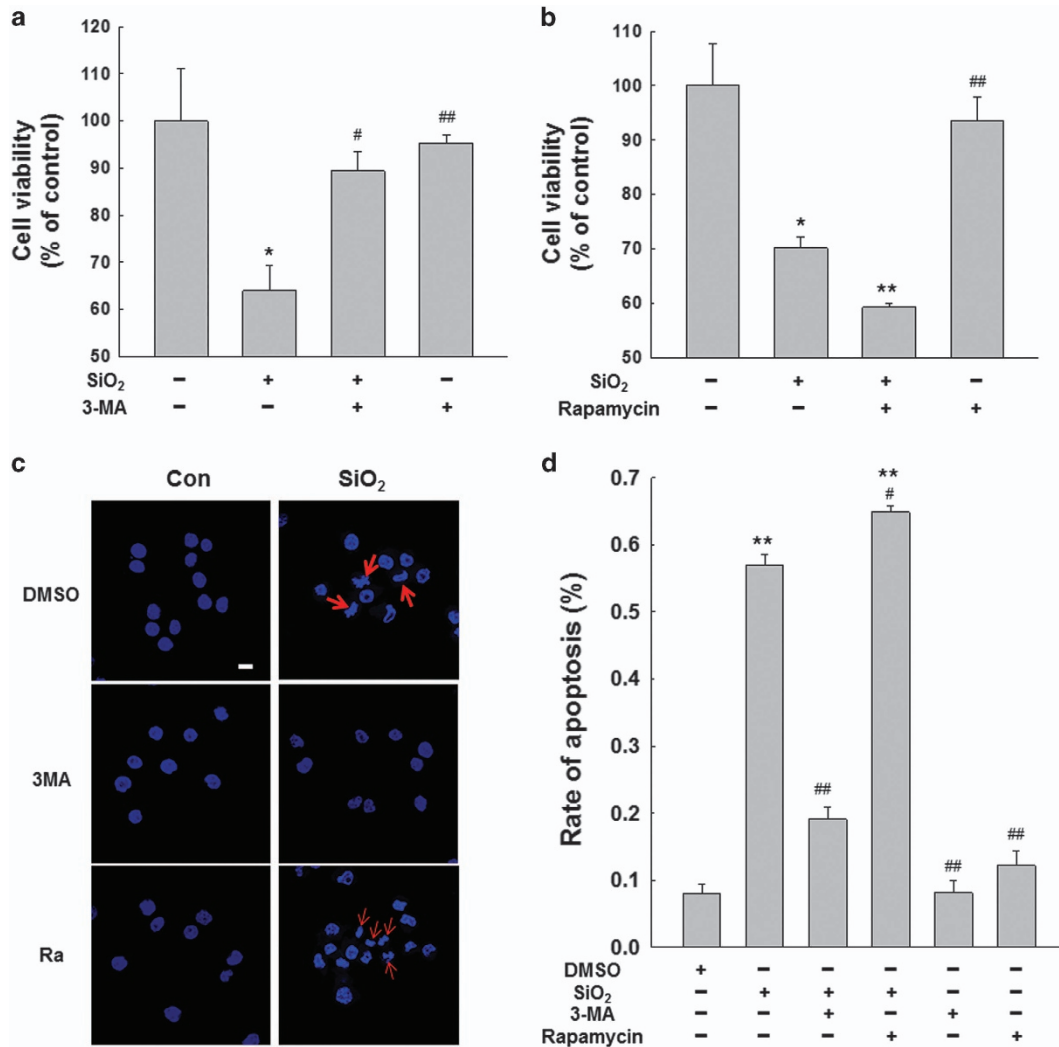 a
120
110
100
90
80
70
60
50
Cell viability
(% of control)
*
#
##
SiO₂ − + + −
3-MA − − + +
b
110
100
90
80
70
60
50
Cell viability
(% of control)
*
**
##
SiO₂ − + + −
Rapamycin − − + +
c
Con SiO₂
DMSO
3MA
Ra
d
0.7
0.6
0.5
0.4
0.3
0.2
0.1
0.0
Rate of apoptosis (%)
**
##
**
#
##
##
DMSO + − − − − −
SiO₂ − + + + − −
3-MA − − + − + −
Rapamycin − − − + − +